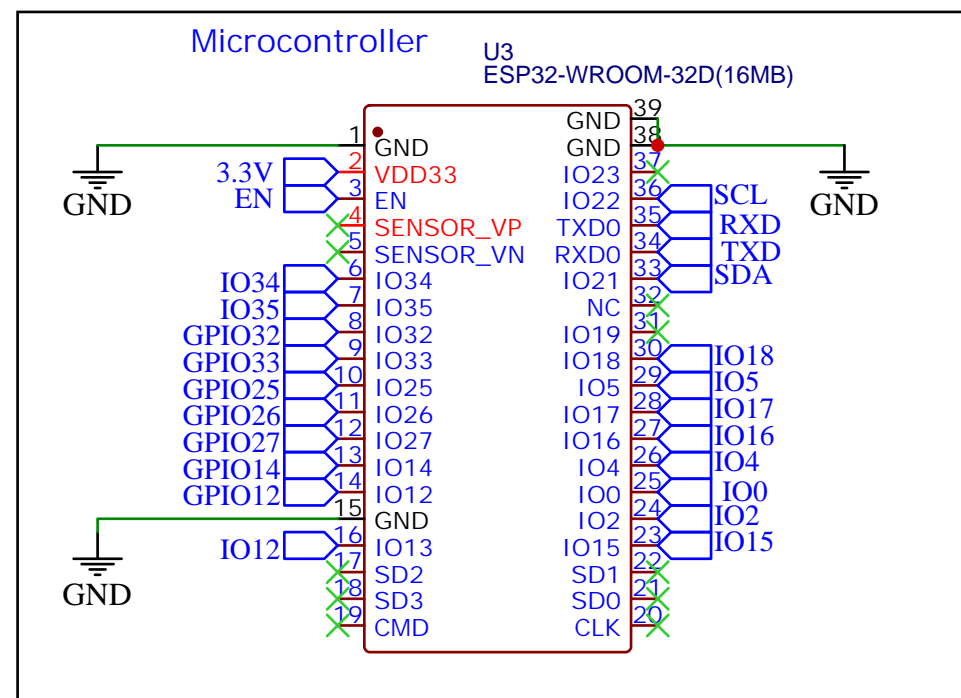 Microcontroller
U3
ESP32-WROOM-32D(16MB)
39
GND
1 38
GND GND
GND GND
3.3V 2 VDD33 IO23 37
EN 3 EN IO22 36 SCL
4 SENSOR_VP TXD0 35 RXD
5 SENSOR_VN RXD0 34 TXD
IO34 6 IO34 IO21 33 SDA
IO35 7 IO35 NC 32
GPIO32 8 IO32 IO19 31
GPIO33 9 IO33 IO18 30 IO18
GPIO25 10 IO25 IO5 29 IO5
GPIO26 11 IO26 IO17 28 IO17
GPIO27 12 IO27 IO16 27 IO16
GPIO14 13 IO14 IO4 26 IO4
GPIO12 14 IO12 IO0 25 IO0
15 GND IO2 24 IO2
IO12 16 IO13 IO15 23 IO15
GND
17 SD2 SD1 22
18 SD3 SD0 21
19 CMD CLK 20